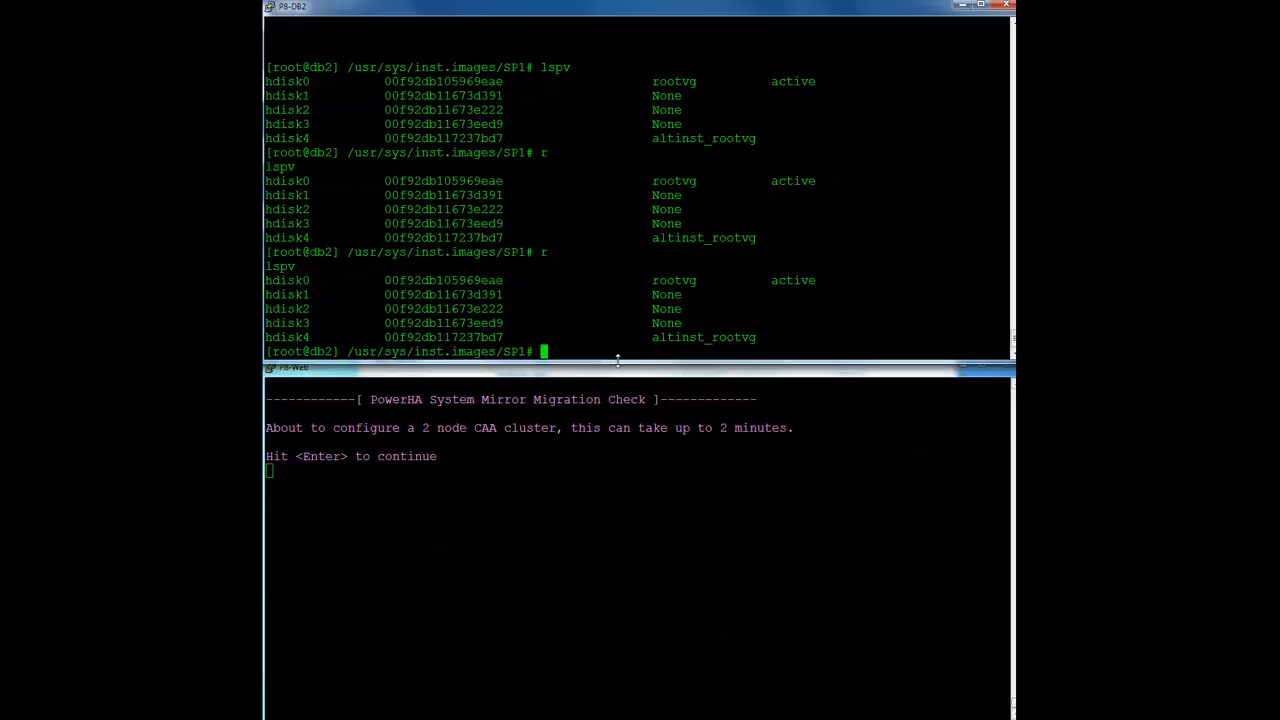 P8-DB2
[root@db2] /usr/sys/inst.images/SP1# lspv
hdisk0 00f92db105969eae rootvg active
hdisk1 00f92db11673d391 None
hdisk2 00f92db11673e222 None
hdisk3 00f92db11673eed9 None
hdisk4 00f92db117237bd7 altinst_rootvg
[root@db2] /usr/sys/inst.images/SP1# r
lspv
hdisk0 00f92db105969eae rootvg active
hdisk1 00f92db11673d391 None
hdisk2 00f92db11673e222 None
hdisk3 00f92db11673eed9 None
hdisk4 00f92db117237bd7 altinst_rootvg
[root@db2] /usr/sys/inst.images/SP1# r
lspv
hdisk0 00f92db105969eae rootvg active
hdisk1 00f92db11673d391 None
hdisk2 00f92db11673e222 None
hdisk3 00f92db11673eed9 None
hdisk4 00f92db117237bd7 altinst_rootvg
[root@db2] /usr/sys/inst.images/SP1#
P8-Web
------------[ PowerHA System Mirror Migration Check ]-------------
About to configure a 2 node CAA cluster, this can take up to 2 minutes.
Hit <Enter> to continue